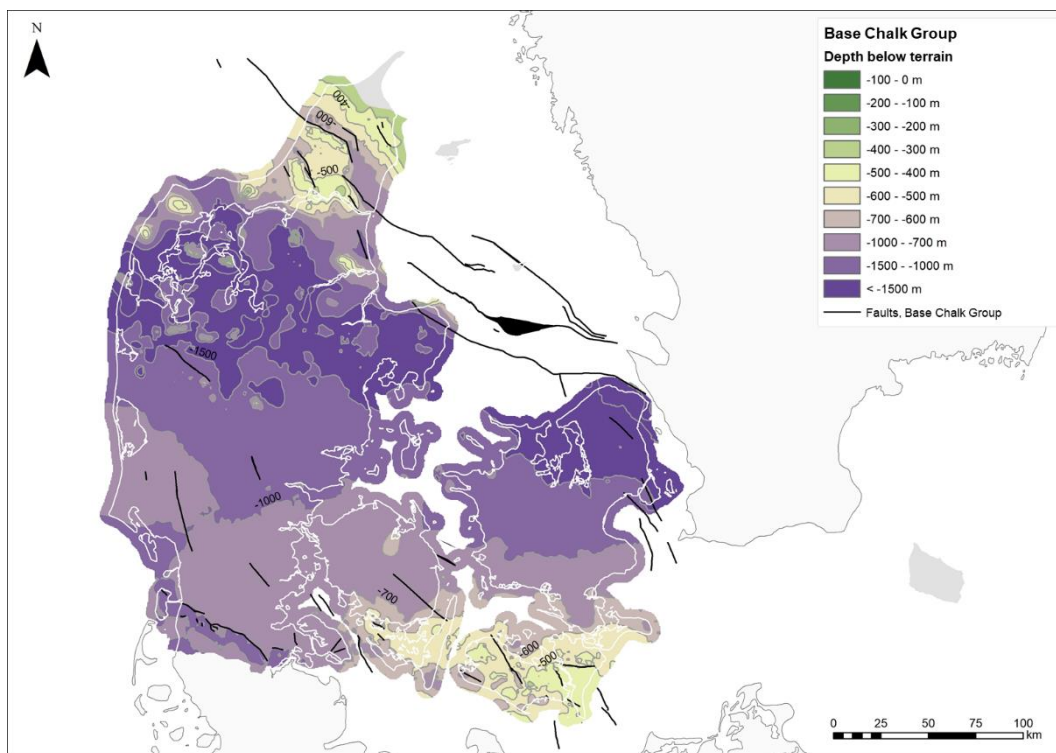 N
Base Chalk Group
Depth below terrain
-100 - 0 m
-200 - -100 m
-300 - -200 m
-400 - -300 m
-500 - -400 m
-600 - -500 m
-700 - -600 m
-1000 - -700 m
-1500 - -1000 m
< -1500 m
Faults, Base Chalk Group
-400
-600
-500
-1500
-1000
-700
-600
-500
0 12.5 25 50 75 100
km